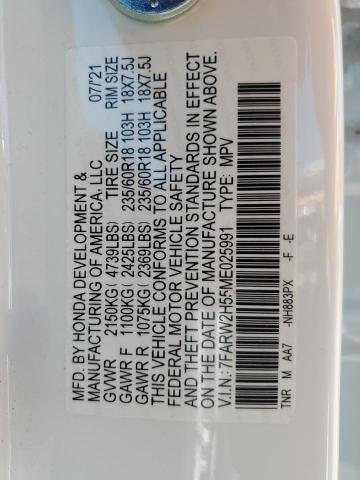 MFD. BY HONDA DEVELOPMENT & 07/21
MANUFACTURING OF AMERICA, LLC
GVWR 2150KG ( 4739LBS) TIRE SIZE RIM SIZE
GAWR F 1100KG ( 2425LBS) 235/60R18 103H 18X7.5J
GAWR R 1075KG ( 2369LBS) 235/60R18 103H 18X7.5J
THIS VEHICLE CONFORMS TO ALL APPLICABLE
FEDERAL MOTOR VEHICLE SAFETY
AND THEFT PREVENTION STANDARDS IN EFFECT
ON THE DATE OF MANUFACTURE SHOWN ABOVE.
V.I.N.: 7FARW2H55ME025991 TYPE: MPV
TNR M AA7 -NH883PX -F -E